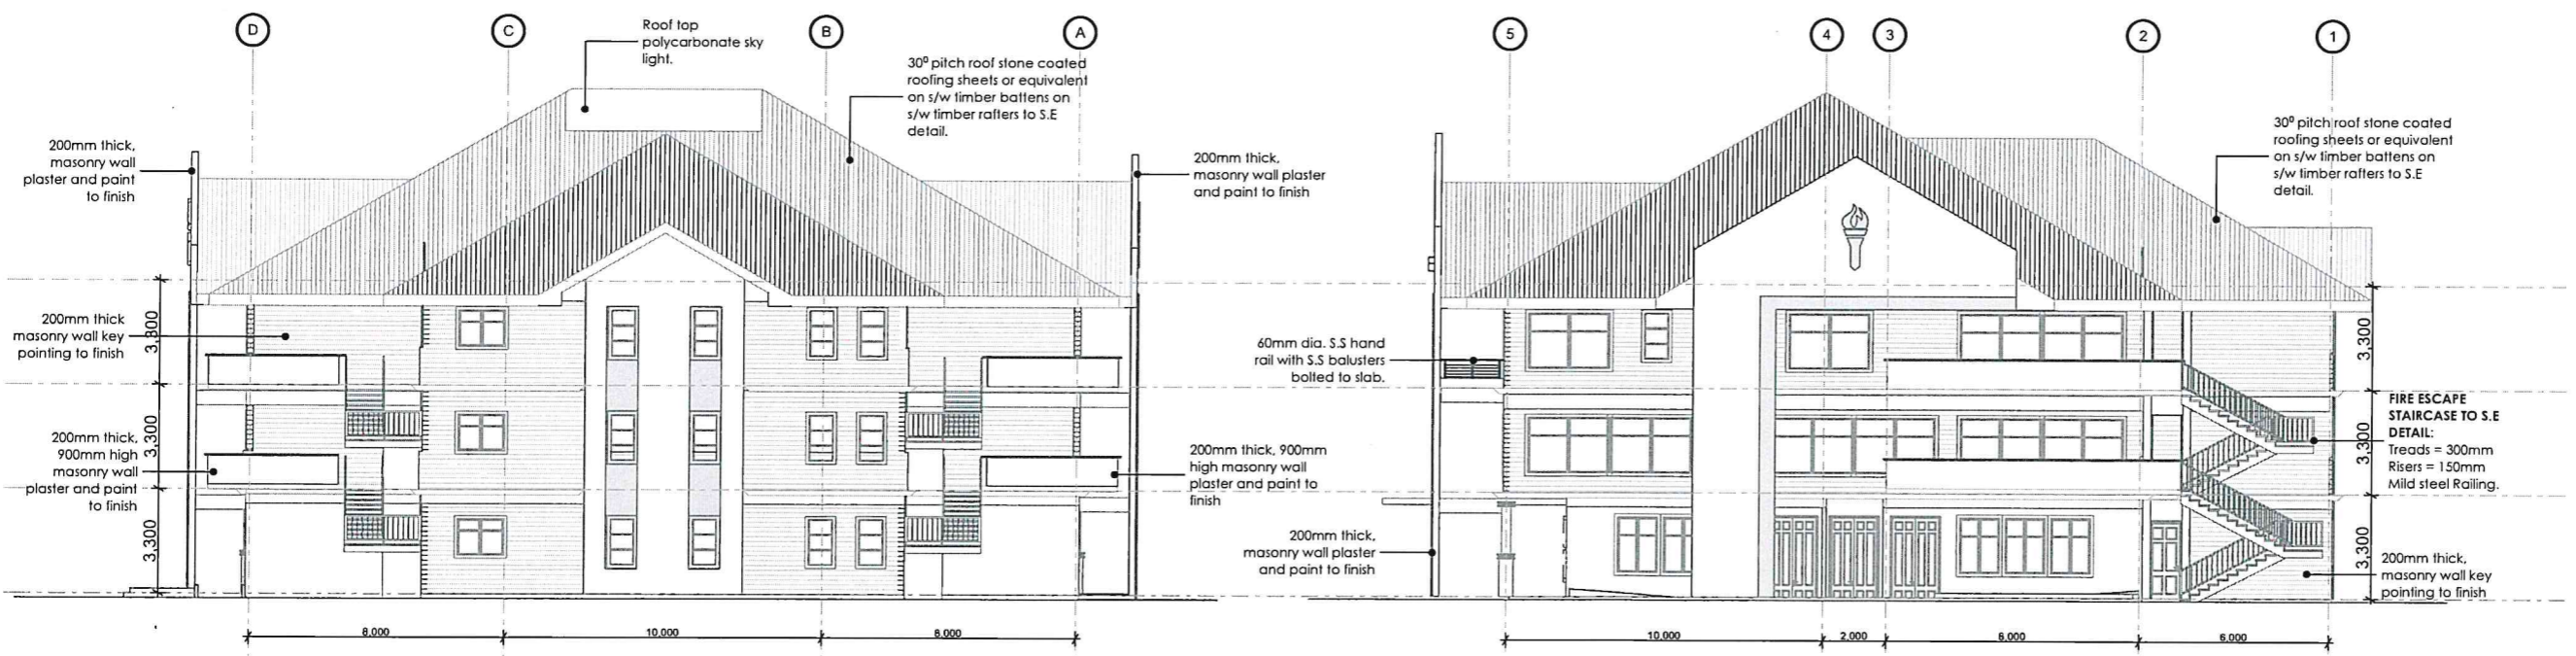 D
C
B
A
Roof top
polycarbonate sky
light.
30⁰ pitch roof stone coated
roofing sheets or equivalent
on s/w timber battens on
s/w timber rafters to S.E
detail.
200mm thick,
masonry wall
plaster and paint
to finish
200mm thick,
masonry wall plaster
and paint to finish
200mm thick
masonry wall key
pointing to finish
200mm thick,
900mm high
masonry wall
plaster and paint
to finish
200mm thick, 900mm
high masonry wall
plaster and paint to
finish
3,300
3,300
3,300
8,000
10,000
8,000
5
4
3
2
1
30⁰ pitch roof stone coated
roofing sheets or equivalent
on s/w timber battens on
s/w timber rafters to S.E
detail.
60mm dia. S.S hand
rail with S.S balusters
bolted to slab.
200mm thick,
masonry wall plaster
and paint to finish
3,300
3,300
3,300
FIRE ESCAPE
STAIRCASE TO S.E
DETAIL:
Treads = 300mm
Risers = 150mm
Mild steel Railing.
200mm thick,
masonry wall key
pointing to finish
10,000
2,000
6,000
6,000